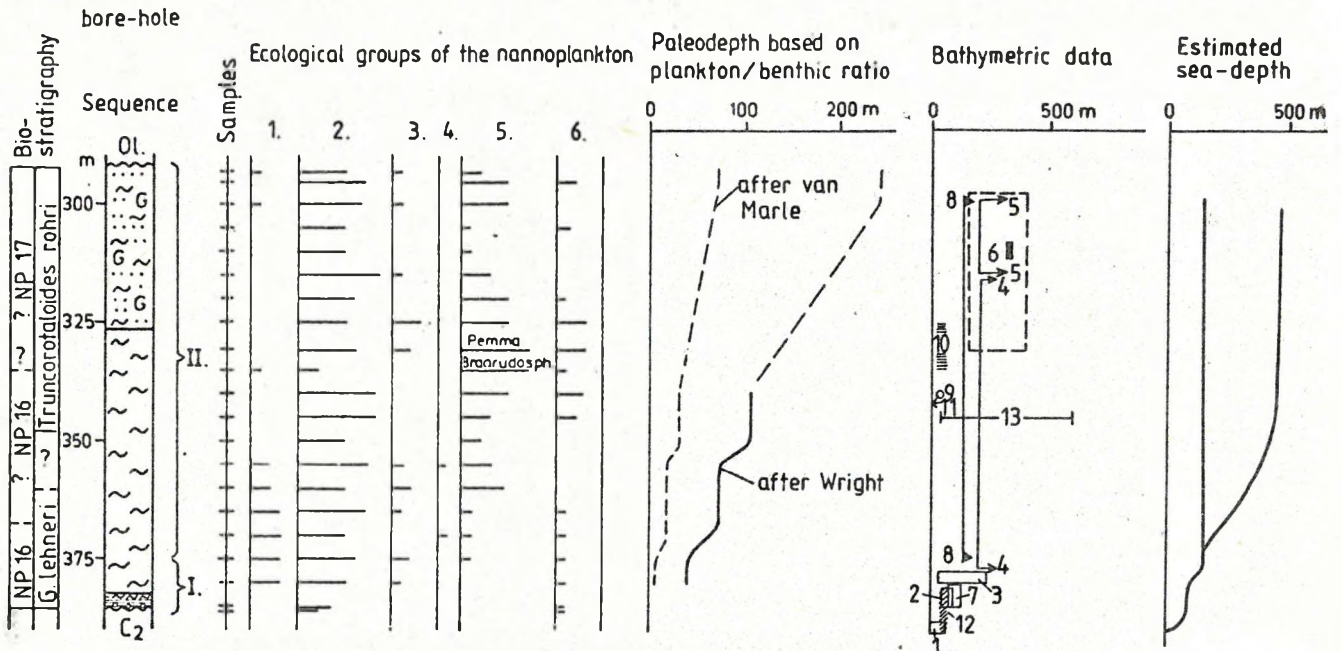 bore-hole
Bio-
stratigraphy
Sequence
Samples
Ecological groups of the nannoplankton
Paleodepth based on
plankton/benthic ratio
Bathymetric data
Estimated
sea-depth
1. 2. 3. 4. 5. 6.
0 100 200 m
0 500 m
0 500 m
m
Ol.
300
325
350
375
C2
G
G
G
G
NP 16 ? NP 16 ~ ? NP 17
G. lehneri ~ Truncorotaloides rohri
II.
I.
Pemma
Braarudosph.
after van
Marle
after Wright
8 5
6 5
4
10
9
13
8 4
3
2 7
12
1